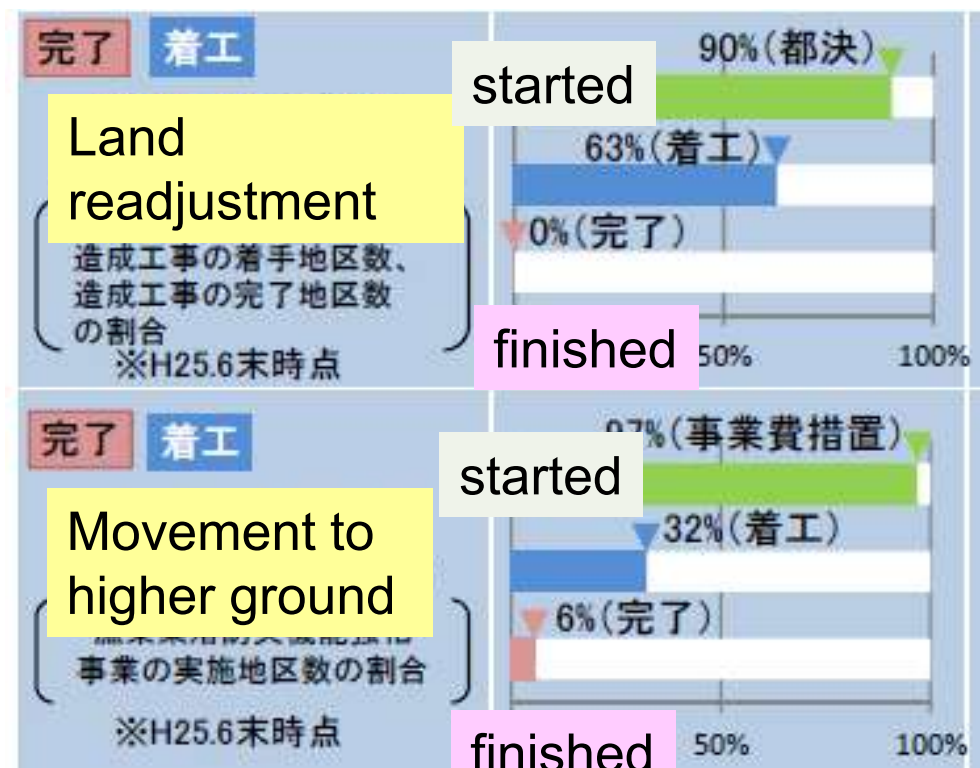 完了 着工
started
90%(都決)
Land
readjustment
63%(着工)
0%(完了)
造成工事の着手地区数、
造成工事の完了地区数
の割合
※H25.6末時点
finished
50% 100%
完了 着工
started
%(事業費措置)
Movement to
higher ground
32%(着工)
6%(完了)
事業の実施地区数の割合
※H25.6末時点
finished
50% 100%